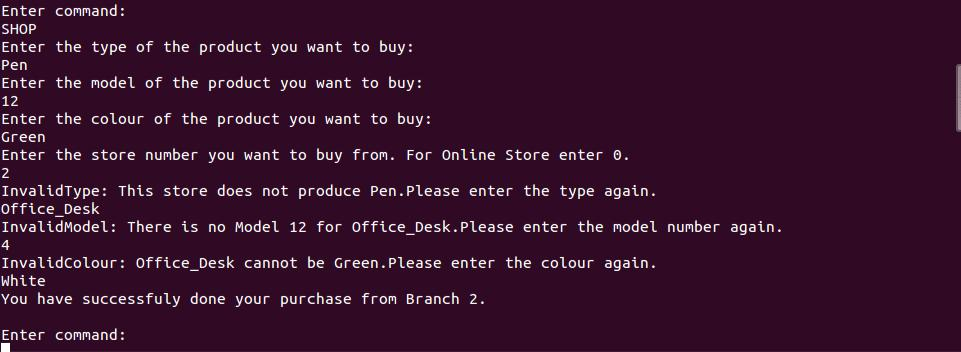 Enter command:
SHOP
Enter the type of the product you want to buy:
Pen
Enter the model of the product you want to buy:
12
Enter the colour of the product you want to buy:
Green
Enter the store number you want to buy from. For Online Store enter 0.
2
InvalidType: This store does not produce Pen.Please enter the type again.
Office_Desk
InvalidModel: There is no Model 12 for Office_Desk.Please enter the model number again.
4
InvalidColour: Office_Desk cannot be Green.Please enter the colour again.
White
You have successfuly done your purchase from Branch 2.
Enter command: